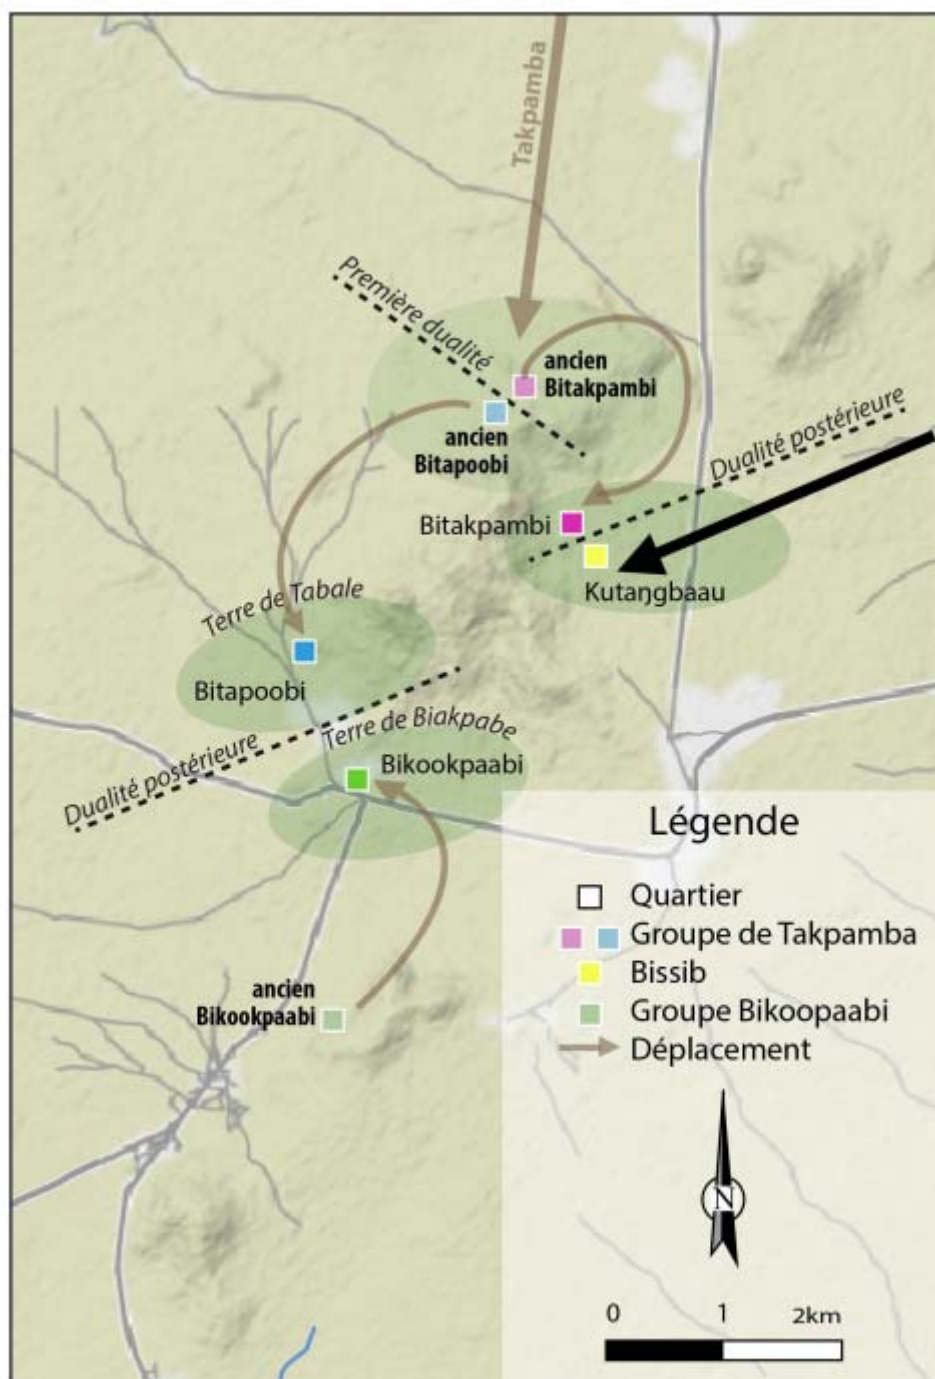 Takpamba
Première dualité
ancien
Bitakpambi
ancien
Bitapoobi
Dualité postérieure
Bitakpambi
Kutaŋgbaau
Terre de Tabale
Bitapoobi
Terre de Biakpabe
Dualité postérieure
Bikookpaabi
ancien
Bikookpaabi
Légende
Quartier
Groupe de Takpamba
Bissib
Groupe Bikoopaabi
Déplacement
N
0 1 2km